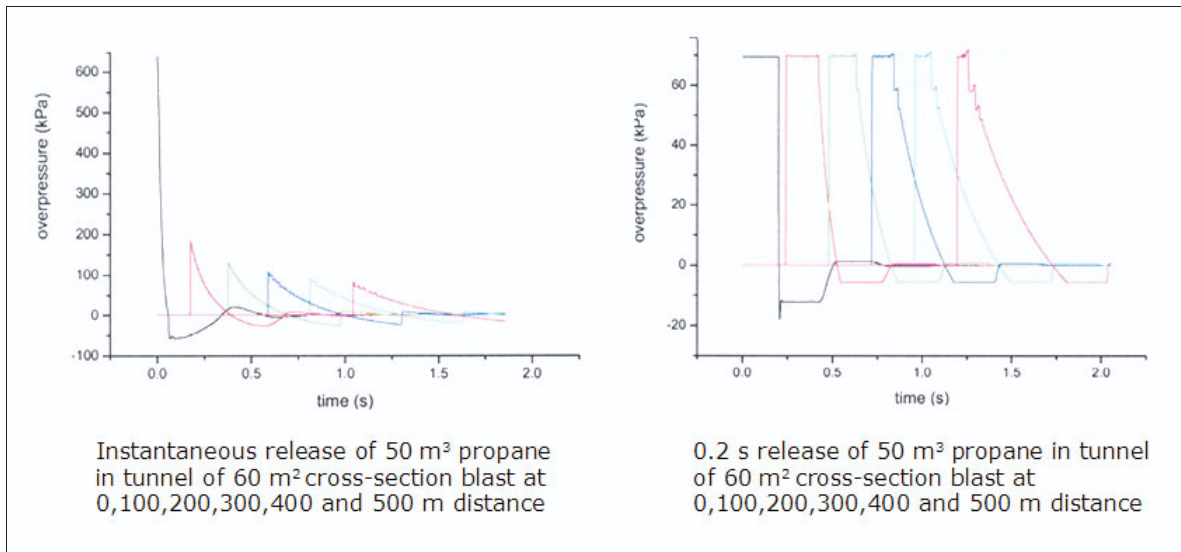 600
500
400
300
200
100
0
-100
overpressure (kPa)
0.0 0.5 1.0 1.5 2.0
time (s)
60
40
20
0
-20
overpressure (kPa)
0.0 0.5 1.0 1.5 2.0
time (s)
Instantaneous release of 50 m³ propane
in tunnel of 60 m² cross-section blast at
0,100,200,300,400 and 500 m distance
0.2 s release of 50 m³ propane in tunnel
of 60 m² cross-section blast at
0,100,200,300,400 and 500 m distance